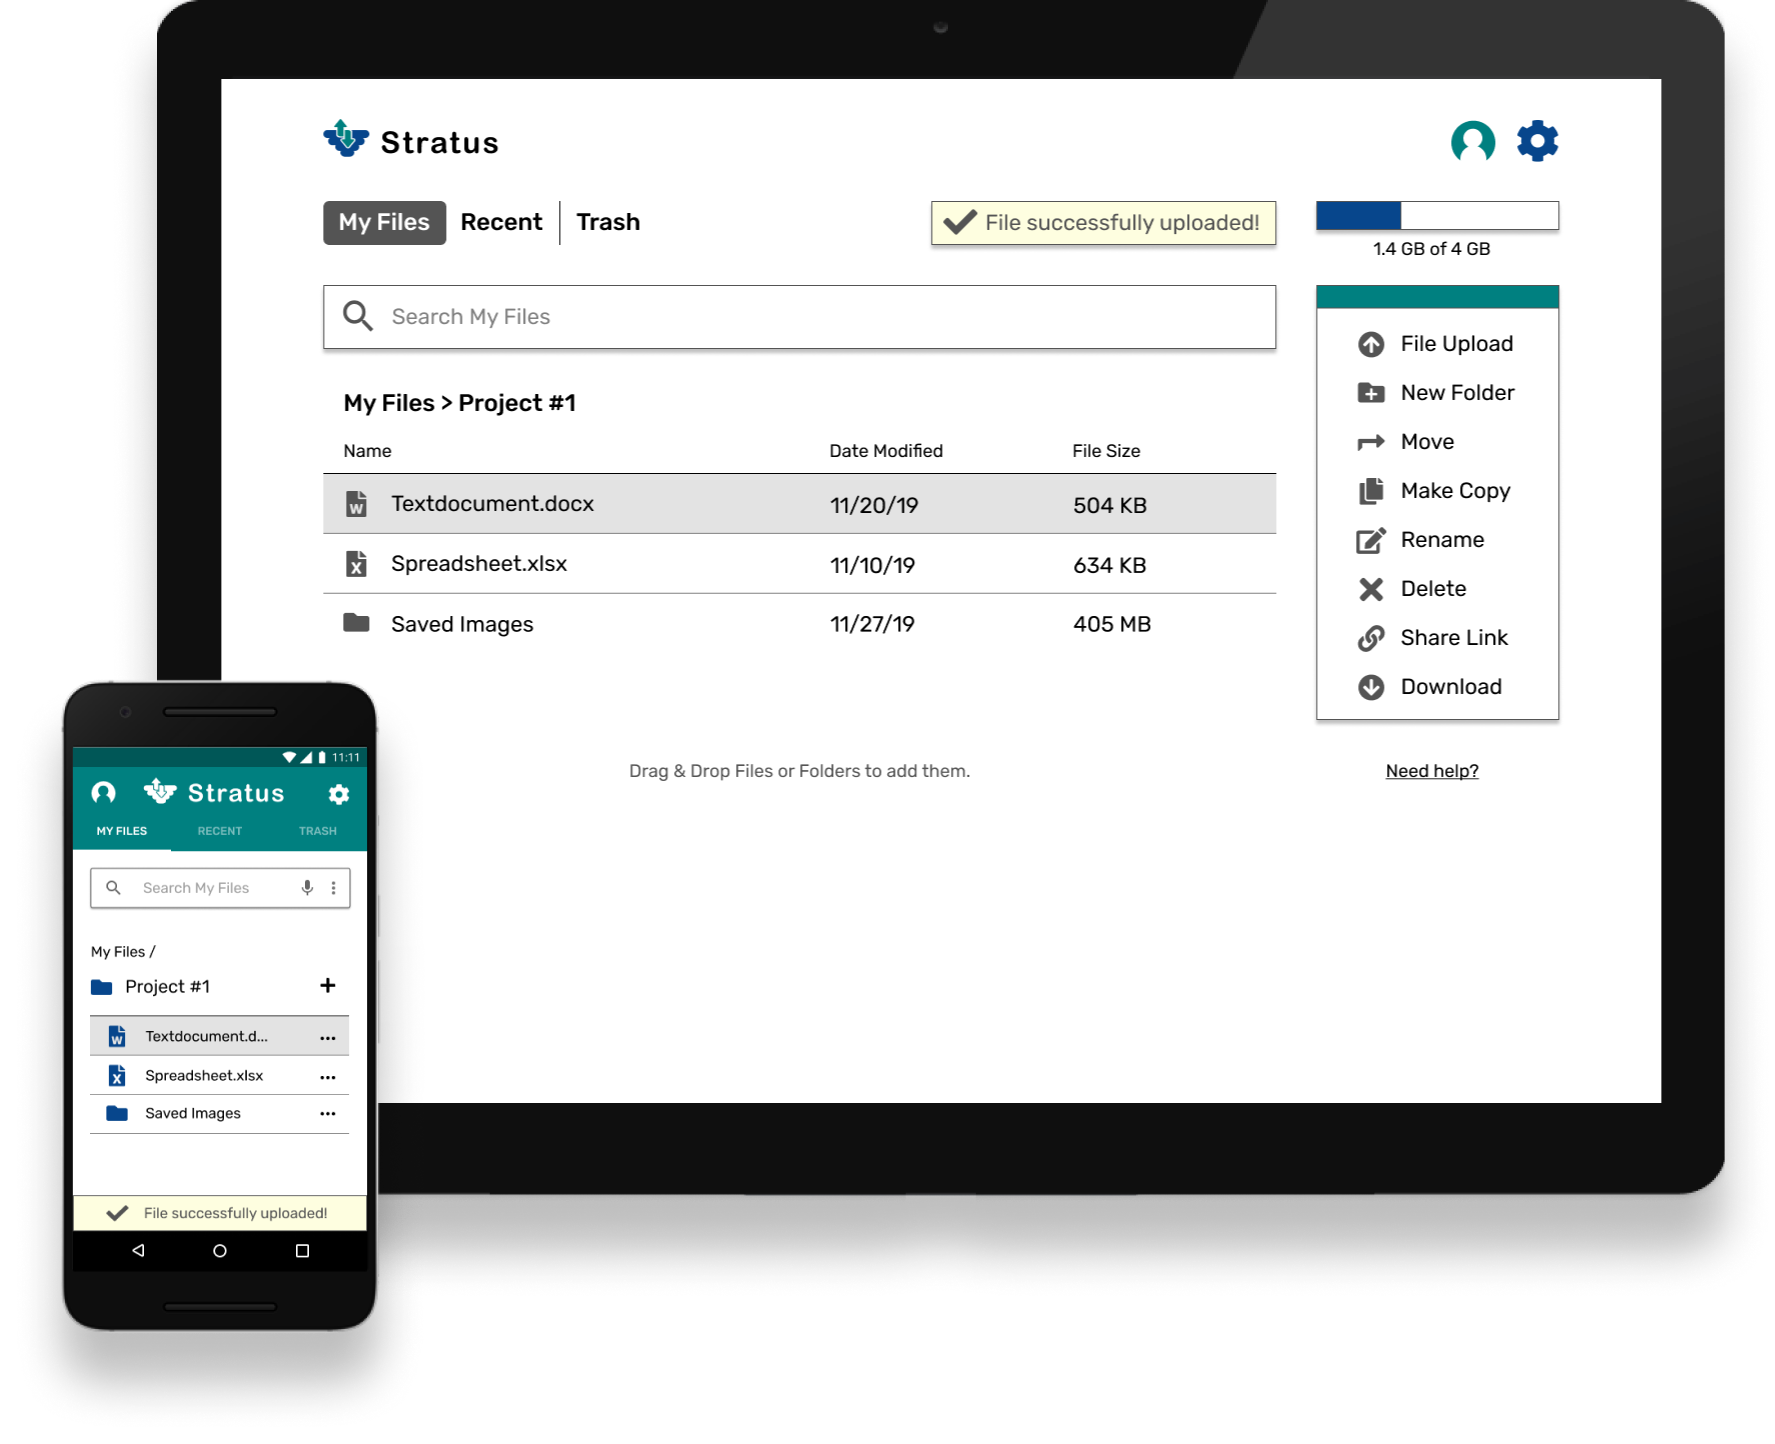 Stratus
My Files Recent Trash
File successfully uploaded!
1.4 GB of 4 GB
Search My Files
My Files > Project #1
Name Date Modified File Size
Textdocument.docx 11/20/19 504 KB
Spreadsheet.xlsx 11/10/19 634 KB
Saved Images 11/27/19 405 MB
Drag & Drop Files or Folders to add them.
File Upload
New Folder
Move
Make Copy
Rename
Delete
Share Link
Download
Need help?
11:11
Stratus
MY FILES RECENT TRASH
Search My Files
My Files /
Project #1 +
W Textdocument.d... ...
X Spreadsheet.xlsx ...
Saved Images ...
File successfully uploaded!